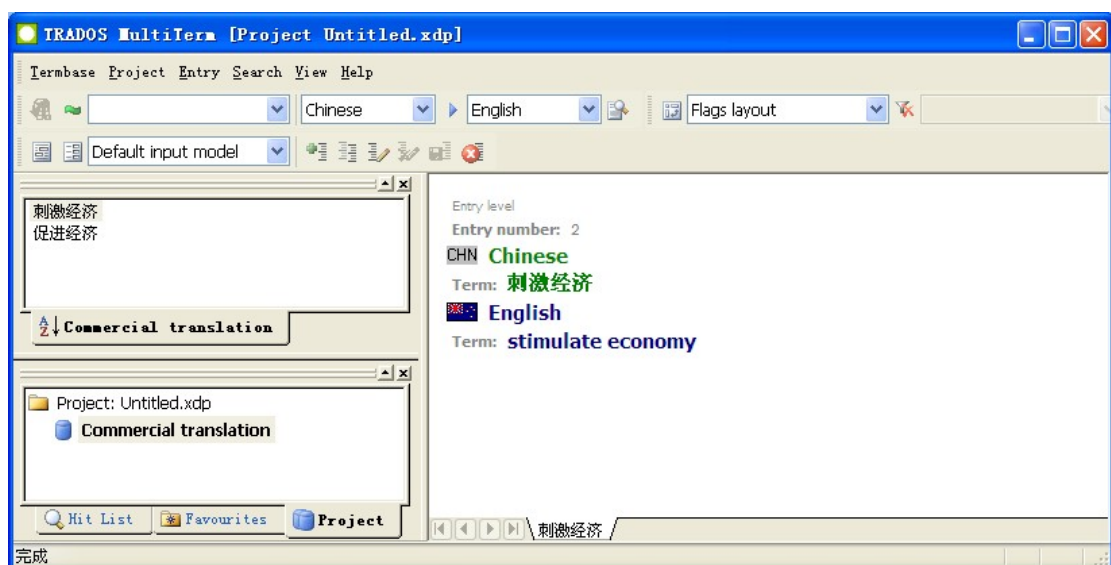 TRADOS MultiTerm [Project Untitled.xdp]
Termbase Project Entry Search View Help
Chinese English Flags layout
Default input model
刺激经济
促进经济
Commercial translation
Project: Untitled.xdp
Commercial translation
Hit List Favourites Project
Entry level
Entry number: 2
CHN Chinese
Term: 刺激经济
English
Term: stimulate economy
刺激经济
完成